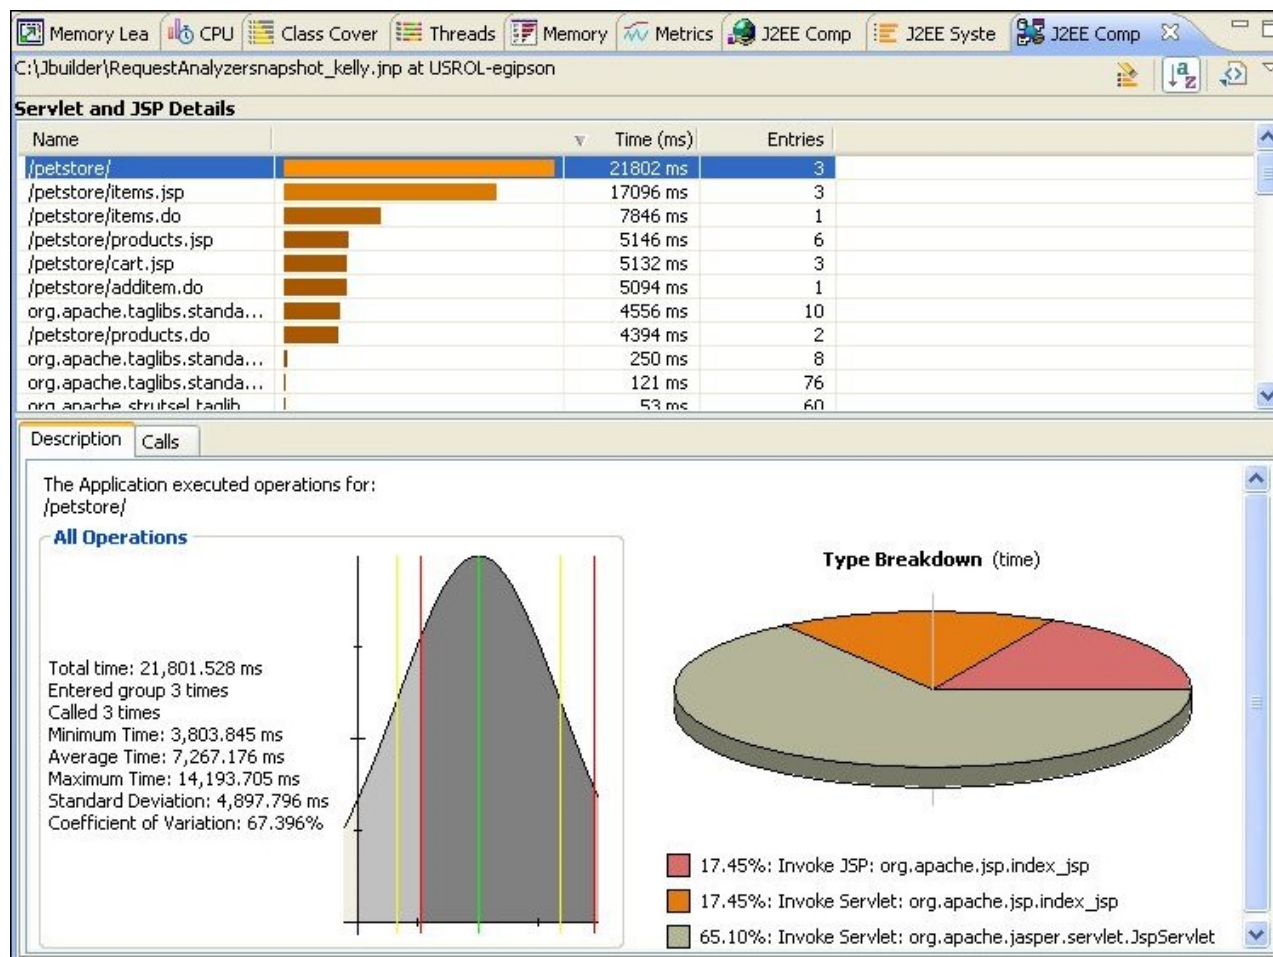 Memory Lea CPU Class Cover Threads Memory Metrics J2EE Comp J2EE Syste J2EE Comp
C:\Jbuilder\RequestAnalyzersnapshot_kelly.jnp at USROL-egipson
Servlet and JSP Details
Name Time (ms) Entries
/petstore/ 21802 ms 3
/petstore/items.jsp 17096 ms 3
/petstore/items.do 7846 ms 1
/petstore/products.jsp 5146 ms 6
/petstore/cart.jsp 5132 ms 3
/petstore/additem.do 5094 ms 1
org.apache.taglibs.standa... 4556 ms 10
/petstore/products.do 4394 ms 2
org.apache.taglibs.standa... 250 ms 8
org.apache.taglibs.standa... 121 ms 76
org.apache.strutsel.taglib 53 ms 60
Description Calls
The Application executed operations for:
/petstore/
All Operations
Total time: 21,801.528 ms
Entered group 3 times
Called 3 times
Minimum Time: 3,803.845 ms
Average Time: 7,267.176 ms
Maximum Time: 14,193.705 ms
Standard Deviation: 4,897.796 ms
Coefficient of Variation: 67.396%
Type Breakdown (time)
17.45%: Invoke JSP: org.apache.jsp.index_jsp
17.45%: Invoke Servlet: org.apache.jsp.index_jsp
65.10%: Invoke Servlet: org.apache.jasper.servlet.JspServlet